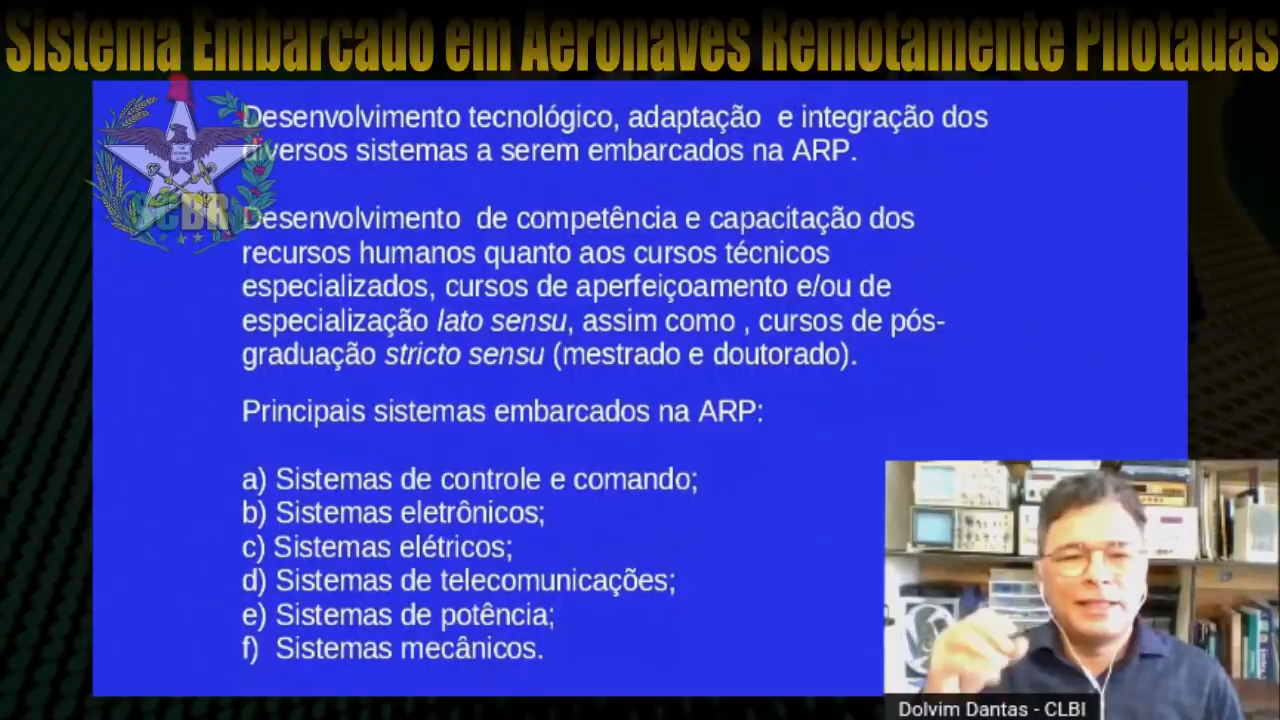 Sistema Embarcado em Aeronaves Remotamente Pilotadas
Desenvolvimento tecnológico, adaptação e integração dos
diversos sistemas a serem embarcados na ARP.
SCBR
Desenvolvimento de competência e capacitação dos
recursos humanos quanto aos cursos técnicos
especializados, cursos de aperfeiçoamento e/ou de
especialização lato sensu, assim como , cursos de pós-
graduação stricto sensu (mestrado e doutorado).
Principais sistemas embarcados na ARP:
a) Sistemas de controle e comando;
b) Sistemas eletrônicos;
c) Sistemas elétricos;
d) Sistemas de telecomunicações;
e) Sistemas de potência;
f) Sistemas mecânicos.
Dolvim Dantas - CLBI